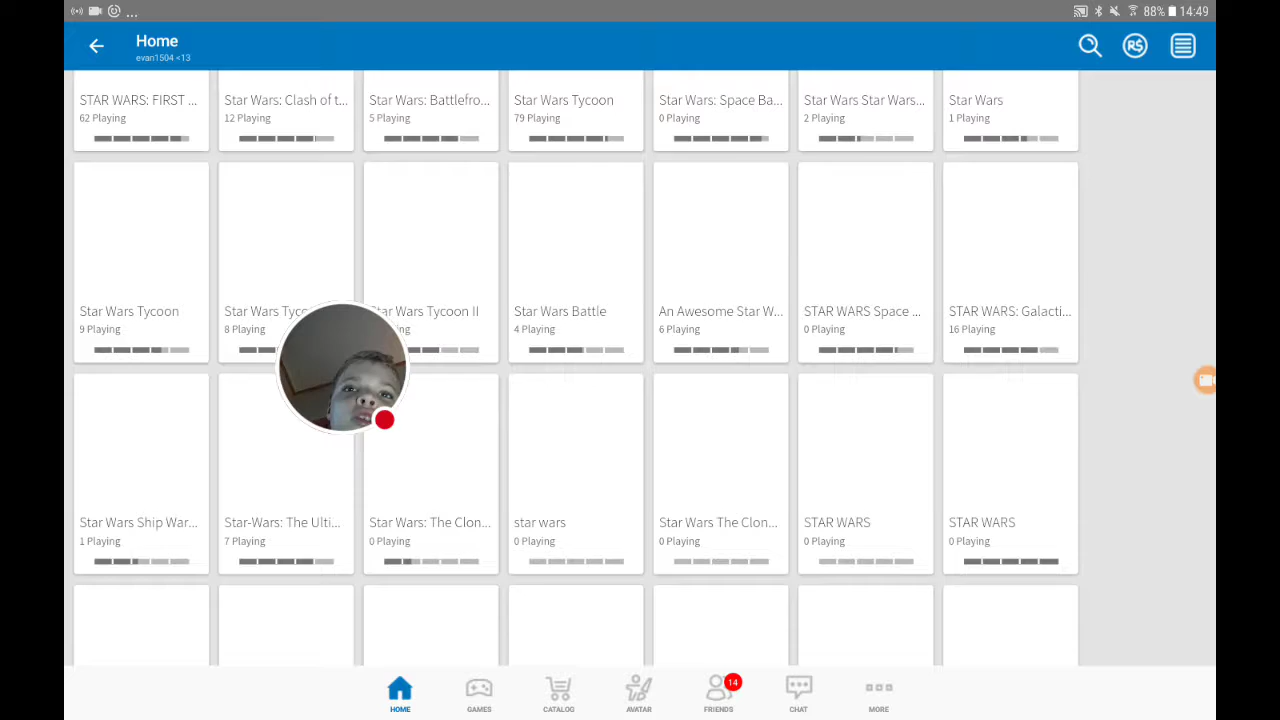 88% 14:49
Home
evan1504 <13
R$
STAR WARS: FIRST ... Star Wars: Clash of t... Star Wars: Battlefro... Star Wars Tycoon Star Wars: Space Ba... Star Wars Star Wars... Star Wars
62 Playing 12 Playing 5 Playing 79 Playing 0 Playing 2 Playing 1 Playing
Star Wars Tycoon Star Wars Tyco Star Wars Tycoon II Star Wars Battle An Awesome Star W... STAR WARS Space ... STAR WARS: Galacti...
9 Playing 8 Playing 4 Playing 6 Playing 0 Playing 16 Playing
Star Wars Ship War... Star-Wars: The Ulti... Star Wars: The Clon... star wars Star Wars The Clon... STAR WARS STAR WARS
1 Playing 7 Playing 0 Playing 0 Playing 0 Playing 0 Playing 0 Playing
14
HOME GAMES CATALOG AVATAR FRIENDS CHAT MORE